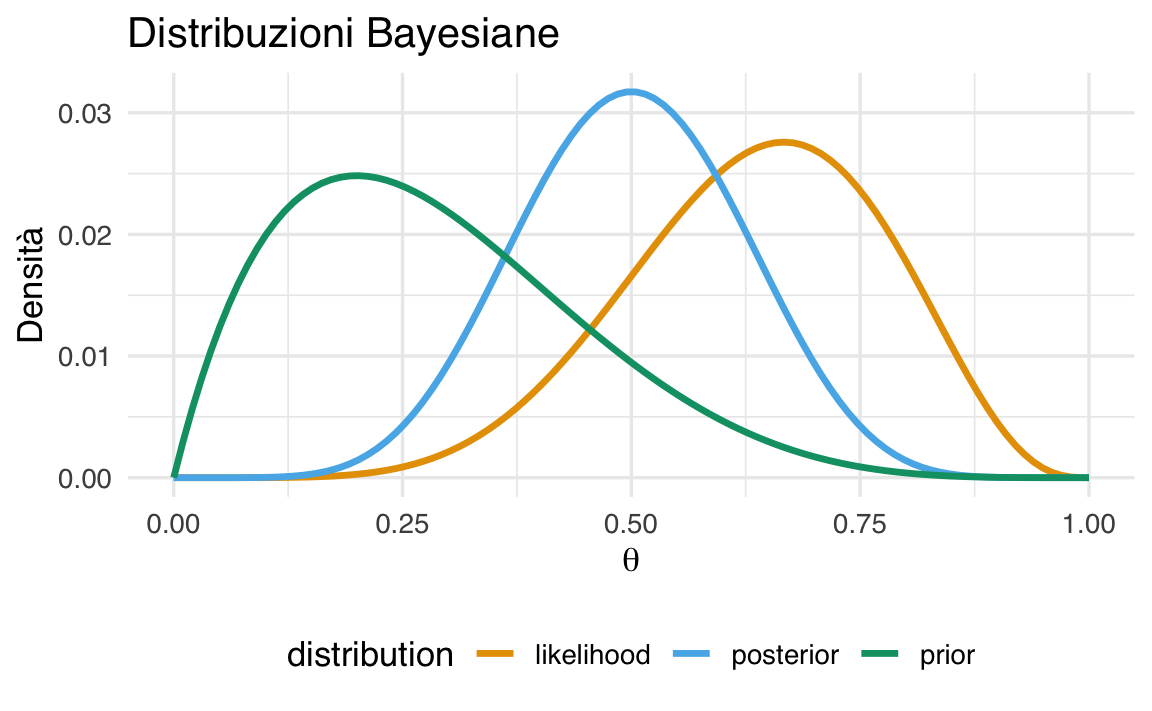 Distribuzioni Bayesiane
Densità
0.03
0.02
0.01
0.00
0.00 0.25 0.50 0.75 1.00
θ
distribution likelihood posterior prior